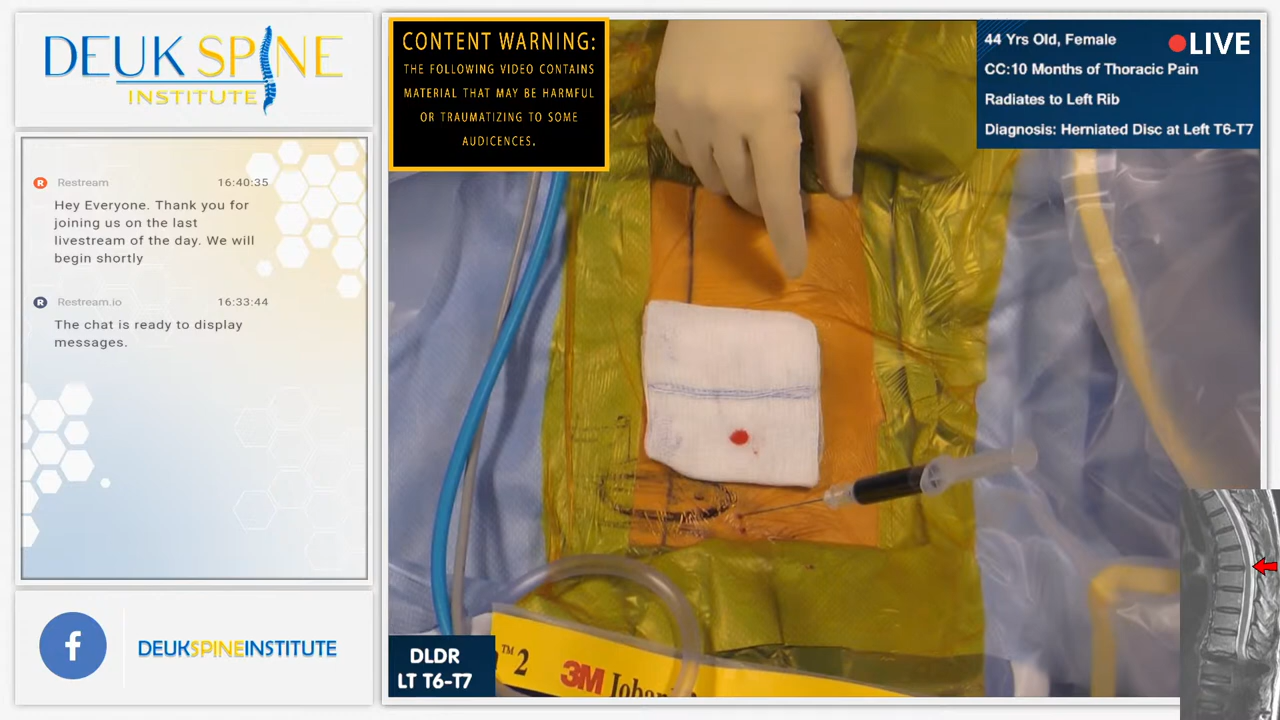 DEUK SPINE
INSTITUTE
Restream 16:40:35
Hey Everyone. Thank you for
joining us on the last
livestream of the day. We will
begin shortly
Restream.io 16:33:44
The chat is ready to display
messages.
DEUKSPINEINSTITUTE
CONTENT WARNING:
THE FOLLOWING VIDEO CONTAINS
MATERIAL THAT MAY BE HARMFUL
OR TRAUMATIZING TO SOME
AUDICENCES.
44 Yrs Old, Female
LIVE
CC:10 Months of Thoracic Pain
Radiates to Left Rib
Diagnosis: Herniated Disc at Left T6-T7
DLDR
LT T6-T7
™ 2 3M